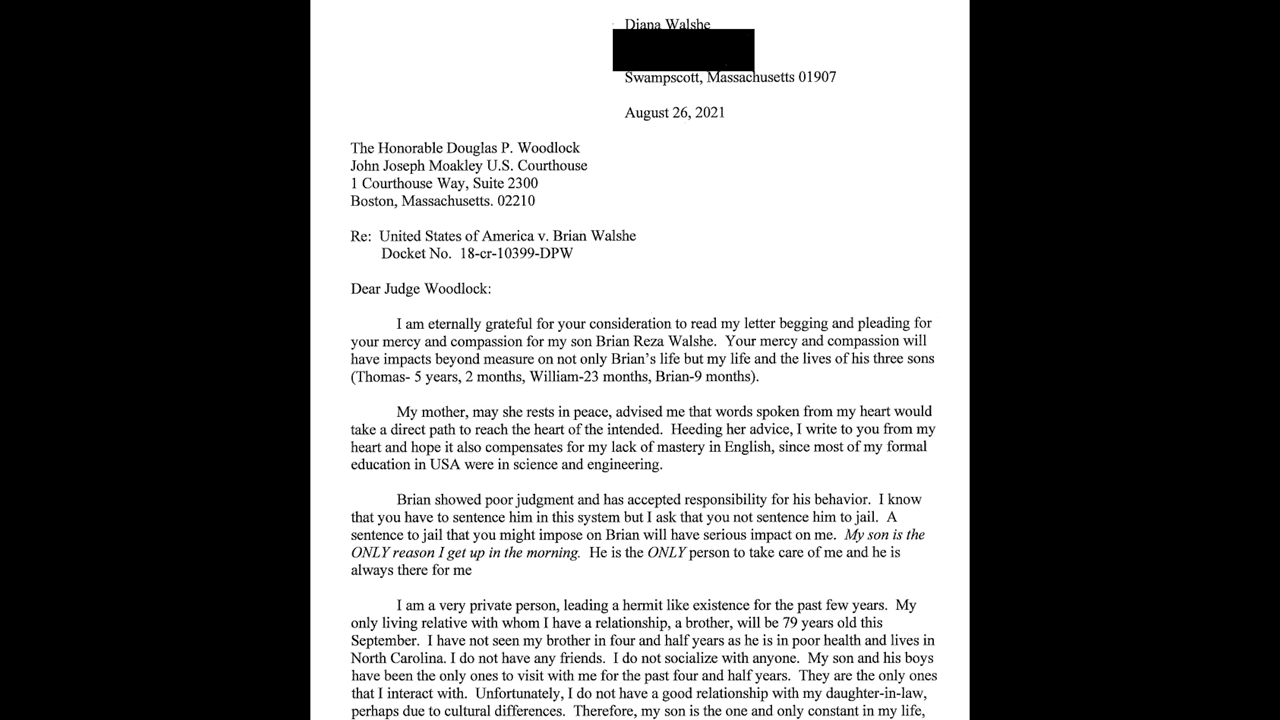 Diana Walshe
Swampscott, Massachusetts 01907
August 26, 2021
The Honorable Douglas P. Woodlock
John Joseph Moakley U.S. Courthouse
1 Courthouse Way, Suite 2300
Boston, Massachusetts. 02210
Re: United States of America v. Brian Walshe
Docket No. 18-cr-10399-DPW
Dear Judge Woodlock:
I am eternally grateful for your consideration to read my letter begging and pleading for
your mercy and compassion for my son Brian Reza Walshe. Your mercy and compassion will
have impacts beyond measure on not only Brian's life but my life and the lives of his three sons
(Thomas- 5 years, 2 months, William-23 months, Brian-9 months).
My mother, may she rests in peace, advised me that words spoken from my heart would
take a direct path to reach the heart of the intended. Heeding her advice, I write to you from my
heart and hope it also compensates for my lack of mastery in English, since most of my formal
education in USA were in science and engineering.
Brian showed poor judgment and has accepted responsibility for his behavior. I know
that you have to sentence him in this system but I ask that you not sentence him to jail. A
sentence to jail that you might impose on Brian will have serious impact on me. My son is the
ONLY reason I get up in the morning. He is the ONLY person to take care of me and he is
always there for me
I am a very private person, leading a hermit like existence for the past few years. My
only living relative with whom I have a relationship, a brother, will be 79 years old this
September. I have not seen my brother in four and half years as he is in poor health and lives in
North Carolina. I do not have any friends. I do not socialize with anyone. My son and his boys
have been the only ones to visit with me for the past four and half years. They are the only ones
that I interact with. Unfortunately, I do not have a good relationship with my daughter-in-law,
perhaps due to cultural differences. Therefore, my son is the one and only constant in my life,